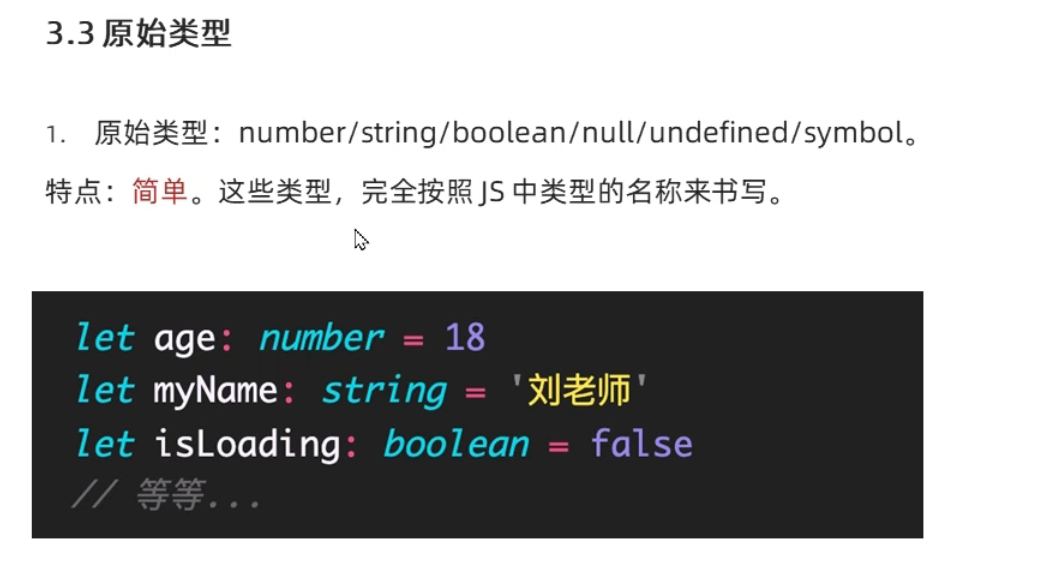 3.3 原始类型
1. 原始类型：number/string/boolean/null/undefined/symbol。
特点：简单。这些类型，完全按照 JS 中类型的名称来书写。
let age: number = 18
let myName: string = '刘老师'
let isLoading: boolean = false
// 等等...